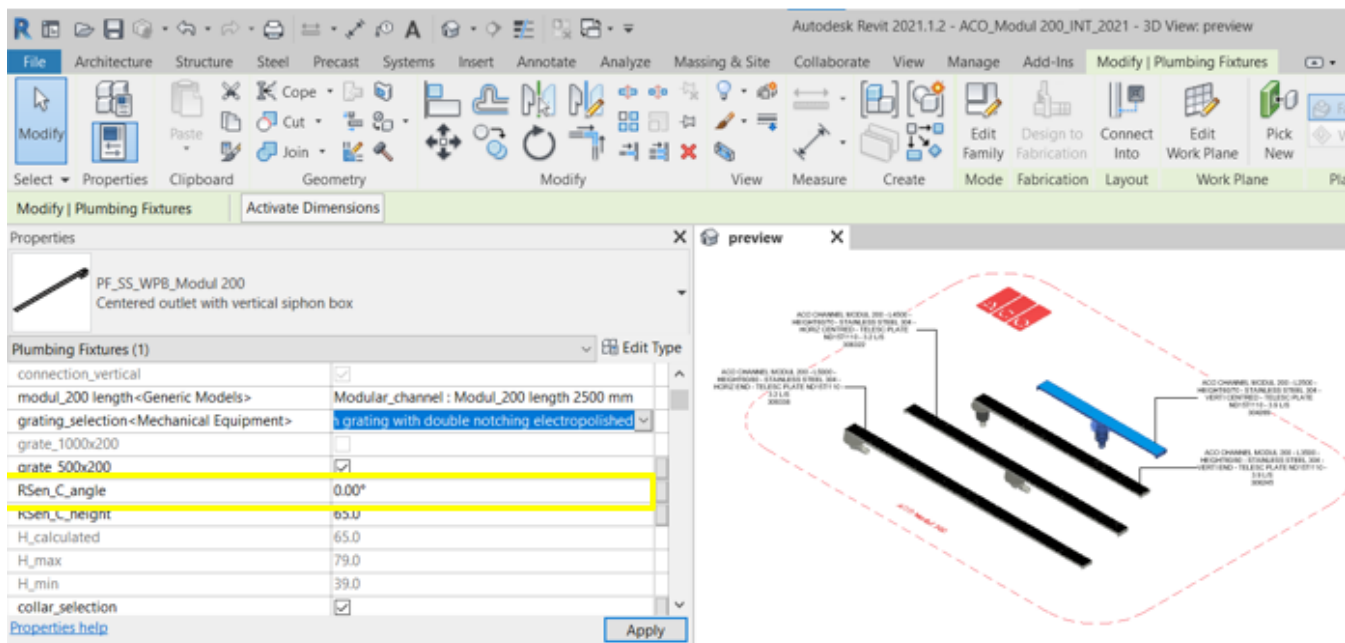 Autodesk Revit 2021.1.2 - ACO_Modul 200_INT_2021 - 3D View: preview
File Architecture Structure Steel Precast Systems Insert Annotate Analyze Massing & Site Collaborate View Manage Add-Ins Modify | Plumbing Fixtures
Modify Paste Cope Cut Join Edit Family Design to Fabrication Connect Into Edit Work Plane Pick New
Select Properties Clipboard Geometry Modify View Measure Create Mode Fabrication Layout Work Plane Pla
Modify | Plumbing Fixtures Activate Dimensions
Properties
preview
PF_SS_WPB_Modul 200
Centered outlet with vertical siphon box
Plumbing Fixtures (1) Edit Type
connection_vertical
modul_200 length<Generic Models> Modular_channel : Modul_200 length 2500 mm
grating_selection<Mechanical Equipment> grating with double notching electropolished
grate_1000x200
grate_500x200
RSen_C_angle 0.00°
RSen_C_height 65.0
H_calculated 65.0
H_max 79.0
H_min 39.0
collar_selection
Properties help Apply
ACO